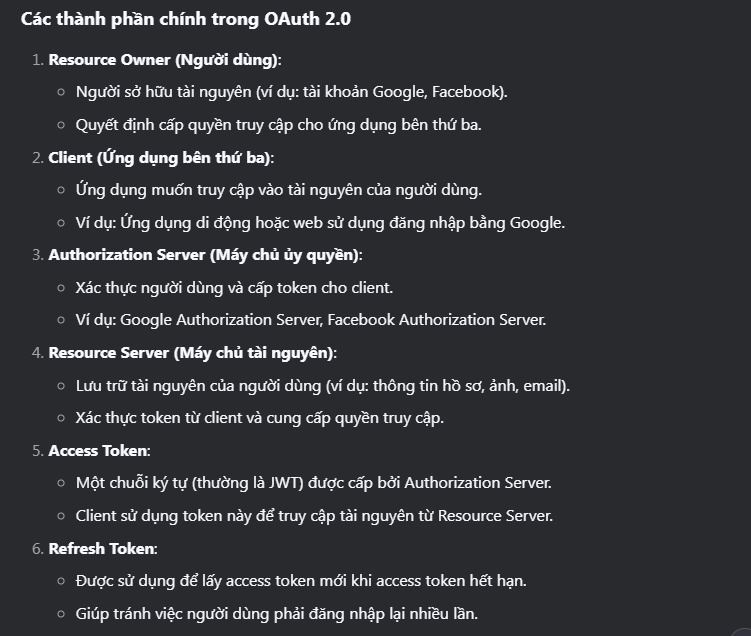 Các thành phần chính trong OAuth 2.0
1. Resource Owner (Người dùng):
Người sở hữu tài nguyên (ví dụ: tài khoản Google, Facebook).
Quyết định cấp quyền truy cập cho ứng dụng bên thứ ba.
2. Client (Ứng dụng bên thứ ba):
Ứng dụng muốn truy cập vào tài nguyên của người dùng.
Ví dụ: Ứng dụng di động hoặc web sử dụng đăng nhập bằng Google.
3. Authorization Server (Máy chủ ủy quyền):
Xác thực người dùng và cấp token cho client.
Ví dụ: Google Authorization Server, Facebook Authorization Server.
4. Resource Server (Máy chủ tài nguyên):
Lưu trữ tài nguyên của người dùng (ví dụ: thông tin hồ sơ, ảnh, email).
Xác thực token từ client và cung cấp quyền truy cập.
5. Access Token:
Một chuỗi ký tự (thường là JWT) được cấp bởi Authorization Server.
Client sử dụng token này để truy cập tài nguyên từ Resource Server.
6. Refresh Token:
Được sử dụng để lấy access token mới khi access token hết hạn.
Giúp tránh việc người dùng phải đăng nhập lại nhiều lần.